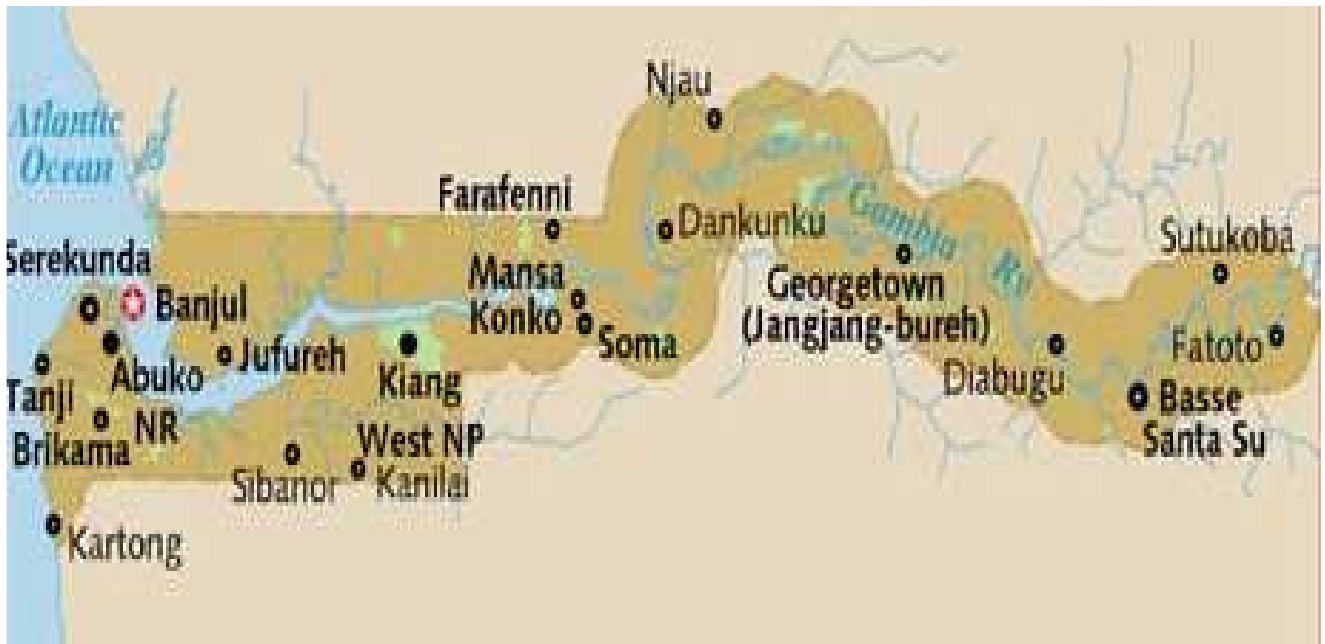 Njau
Atlantic
Ocean
Farafenni
Dankunku
Gambia Rv
Sutukoba
Serekunda
Banjul
Mansa
Konko
Georgetown
(Jangjang-bureh)
Soma
Jufureh
Fatoto
Abuko
NR
Kiang
West NP
Diabugu
Tanji
Basse
Santa Su
Brikama
Sibanor
Kanilai
Kartong